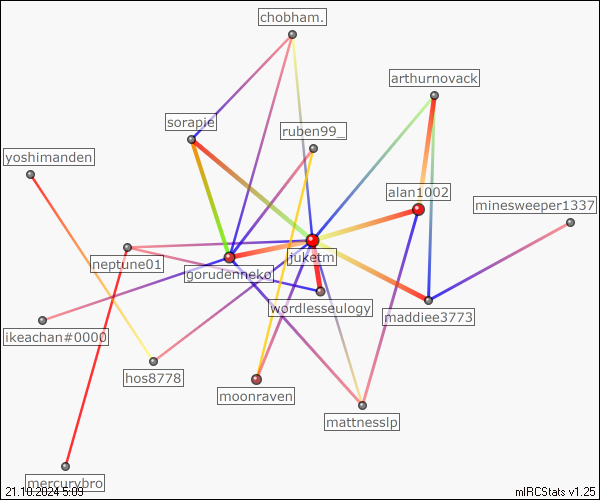 chobham.
arthurnovack
sorapie
ruben99_
yoshimanden
alan1002
minesweeper1337
neptune01
juketm
gorudenneko
wordlesseulogy
maddiee3773
ikeachan#0000
hos8778
moonraven
mattnesslp
mercurybro
21.10.2024 5:09
mIRCStats v1.25